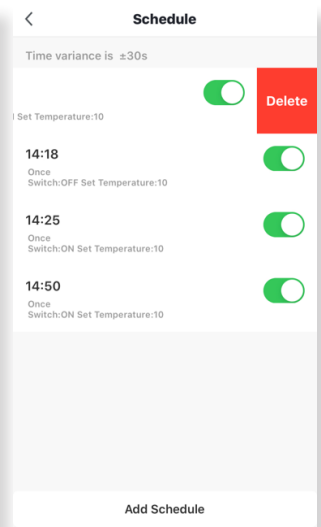 Schedule
Time variance is ±30s
Set Temperature:10
Delete
14:18
Once
Switch:OFF Set Temperature:10
14:25
Once
Switch:ON Set Temperature:10
14:50
Once
Switch:ON Set Temperature:10
Add Schedule